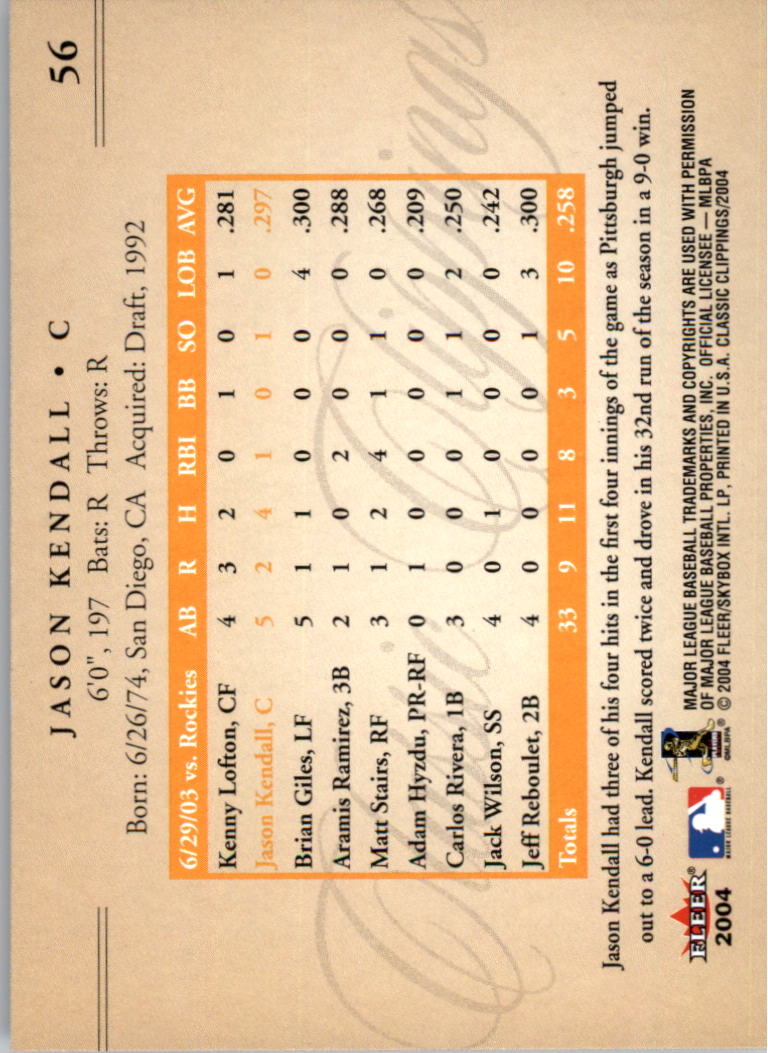 56
JASON KENDALL • C
6'0", 197 Bats: R Throws: R
Born: 6/26/74, San Diego, CA Acquired: Draft, 1992
6/29/03 vs. Rockies AB R H RBI BB SO LOB AVG
Kenny Lofton, CF 4 3 2 0 1 0 1 .281
Jason Kendall, C 5 2 4 1 0 1 0 .297
Brian Giles, LF 5 1 1 0 0 0 4 .300
Aramis Ramirez, 3B 2 1 0 2 0 0 0 .288
Matt Stairs, RF 3 1 2 4 1 1 0 .268
Adam Hyzdu, PR-RF 0 1 0 0 0 0 0 .209
Carlos Rivera, 1B 3 0 0 0 1 1 2 .250
Jack Wilson, SS 4 0 1 0 0 0 0 .242
Jeff Reboulet, 2B 4 0 0 0 0 1 3 .300
Totals 33 9 11 8 3 5 10 .258
Classic Clippings
Jason Kendall had three of his four hits in the first four innings of the game as Pittsburgh jumped
out to a 6-0 lead. Kendall scored twice and drove in his 32nd run of the season in a 9-0 win.
FLEER®
2004
®
MAJOR LEAGUE BASEBALL
®
©MLBPA
MAJOR LEAGUE BASEBALL TRADEMARKS AND COPYRIGHTS ARE USED WITH PERMISSION
OF MAJOR LEAGUE BASEBALL PROPERTIES, INC. OFFICIAL LICENSEE — MLBPA
© 2004 FLEER/SKYBOX INTL. LP, PRINTED IN U.S.A. CLASSIC CLIPPINGS/2004